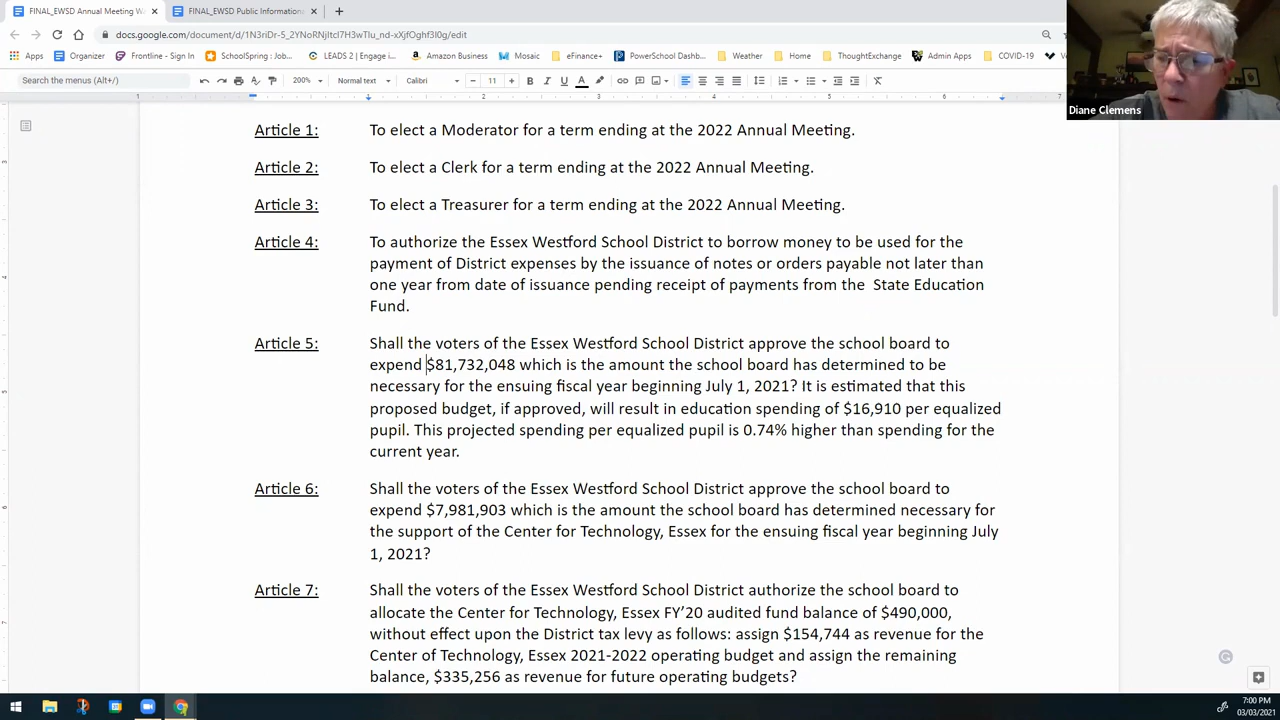 FINAL_EWSD Annual Meeting W
FINAL_EWSD Public Informationa
docs.google.com/document/d/1N3riDr-5_2YNoRNjltcI7H3wTlu_nd-xXjfOghf3l0g/edit
Apps Organizer Frontline - Sign In SchoolSpring : Job... LEADS 2 | Engage i... Amazon Business Mosaic eFinance+ PowerSchool Dashb... Weather Home ThoughtExchange Admin Apps COVID-19
Search the menus (Alt+/) 200% Normal text Calibri 11
Diane Clemens
Article 1: To elect a Moderator for a term ending at the 2022 Annual Meeting.
Article 2: To elect a Clerk for a term ending at the 2022 Annual Meeting.
Article 3: To elect a Treasurer for a term ending at the 2022 Annual Meeting.
Article 4: To authorize the Essex Westford School District to borrow money to be used for the
payment of District expenses by the issuance of notes or orders payable not later than
one year from date of issuance pending receipt of payments from the State Education
Fund.
Article 5: Shall the voters of the Essex Westford School District approve the school board to
expend $81,732,048 which is the amount the school board has determined to be
necessary for the ensuing fiscal year beginning July 1, 2021? It is estimated that this
proposed budget, if approved, will result in education spending of $16,910 per equalized
pupil. This projected spending per equalized pupil is 0.74% higher than spending for the
current year.
Article 6: Shall the voters of the Essex Westford School District approve the school board to
expend $7,981,903 which is the amount the school board has determined necessary for
the support of the Center for Technology, Essex for the ensuing fiscal year beginning July
1, 2021?
Article 7: Shall the voters of the Essex Westford School District authorize the school board to
allocate the Center for Technology, Essex FY'20 audited fund balance of $490,000,
without effect upon the District tax levy as follows: assign $154,744 as revenue for the
Center of Technology, Essex 2021-2022 operating budget and assign the remaining
balance, $335,256 as revenue for future operating budgets?
7:00 PM
03/03/2021